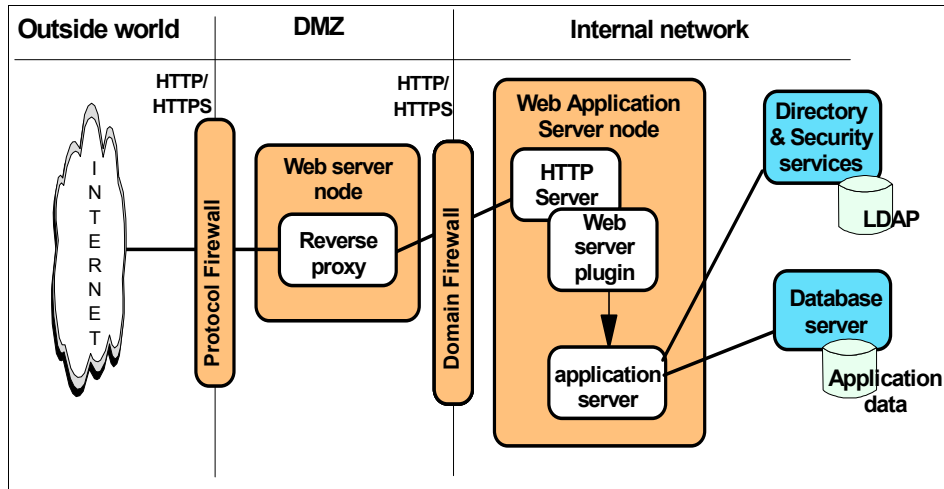 Outside world
DMZ
Internal network
HTTP/
HTTPS
HTTP/
HTTPS
INTERNET
Protocol Firewall
Web server
node
Reverse
proxy
Domain Firewall
Web Application
Server node
HTTP
Server
Web
server
plugin
application
server
Directory
& Security
services
LDAP
Database
server
Application
data